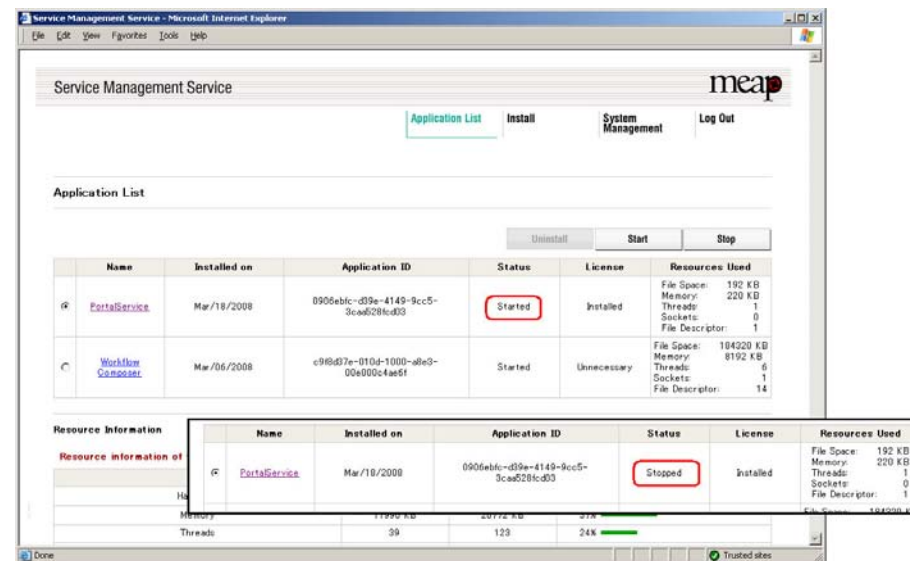 Service Management Service - Microsoft Internet Explorer
File Edit View Favorites Tools Help
Service Management Service
meap
Application List Install System Management Log Out
Application List
Uninstall Start Stop
Name Installed on Application ID Status License Resources Used
PortalService Mar/18/2008 0906ebfc-d39e-4149-9cc5-3caa528fcd03 Started Installed
File Space: 192 KB
Memory: 220 KB
Threads: 1
Sockets: 0
File Descriptor: 1
Workflow Composer Mar/06/2008 c9f8d37e-010d-1000-a8e3-00e000c4ae6f Started Unnecessary
File Space: 184320 KB
Memory: 8192 KB
Threads: 6
Sockets: 1
File Descriptor: 14
Resource Information
Resource information of
Name Installed on Application ID Status License Resources Used
PortalService Mar/18/2008 0906ebfc-d39e-4149-9cc5-3caa528fcd03 Stopped Installed
File Space: 192 KB
Memory: 220 KB
Threads: 1
Sockets: 0
File Descriptor: 1
Ha
Memory 11990 KB 37%
Threads 39 123 24%
Done Trusted sites